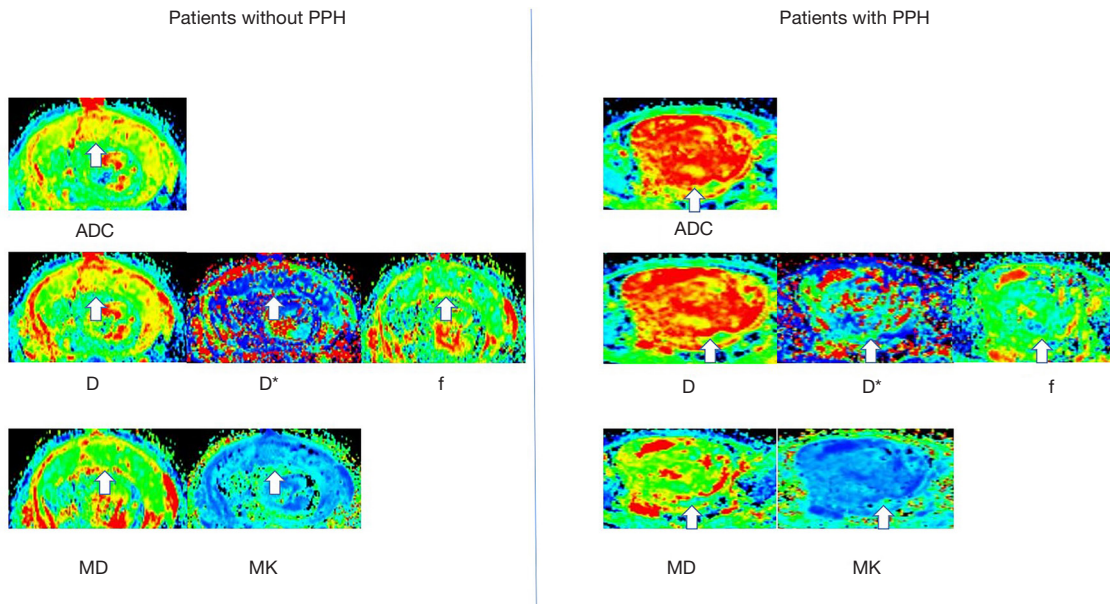 Patients without PPH
Patients with PPH
ADC
ADC
D D* f
D D* f
MD MK
MD MK